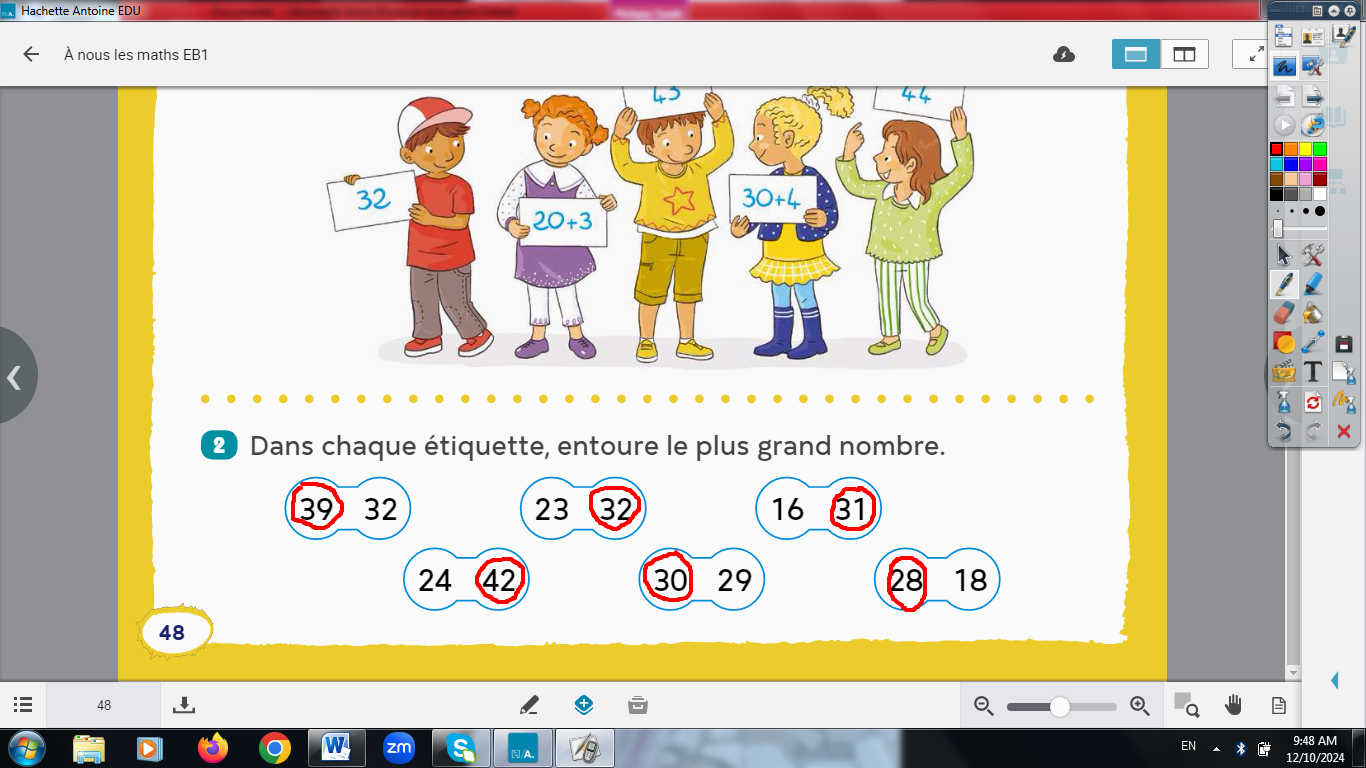 Hachette Antoine EDU
À nous les maths EB1
43
44
32
20+3
30+4
2 Dans chaque étiquette, entoure le plus grand nombre.
39 32 23 32 16 31
24 42 30 29 28 18
48
48
EN
9:48 AM
12/10/2024